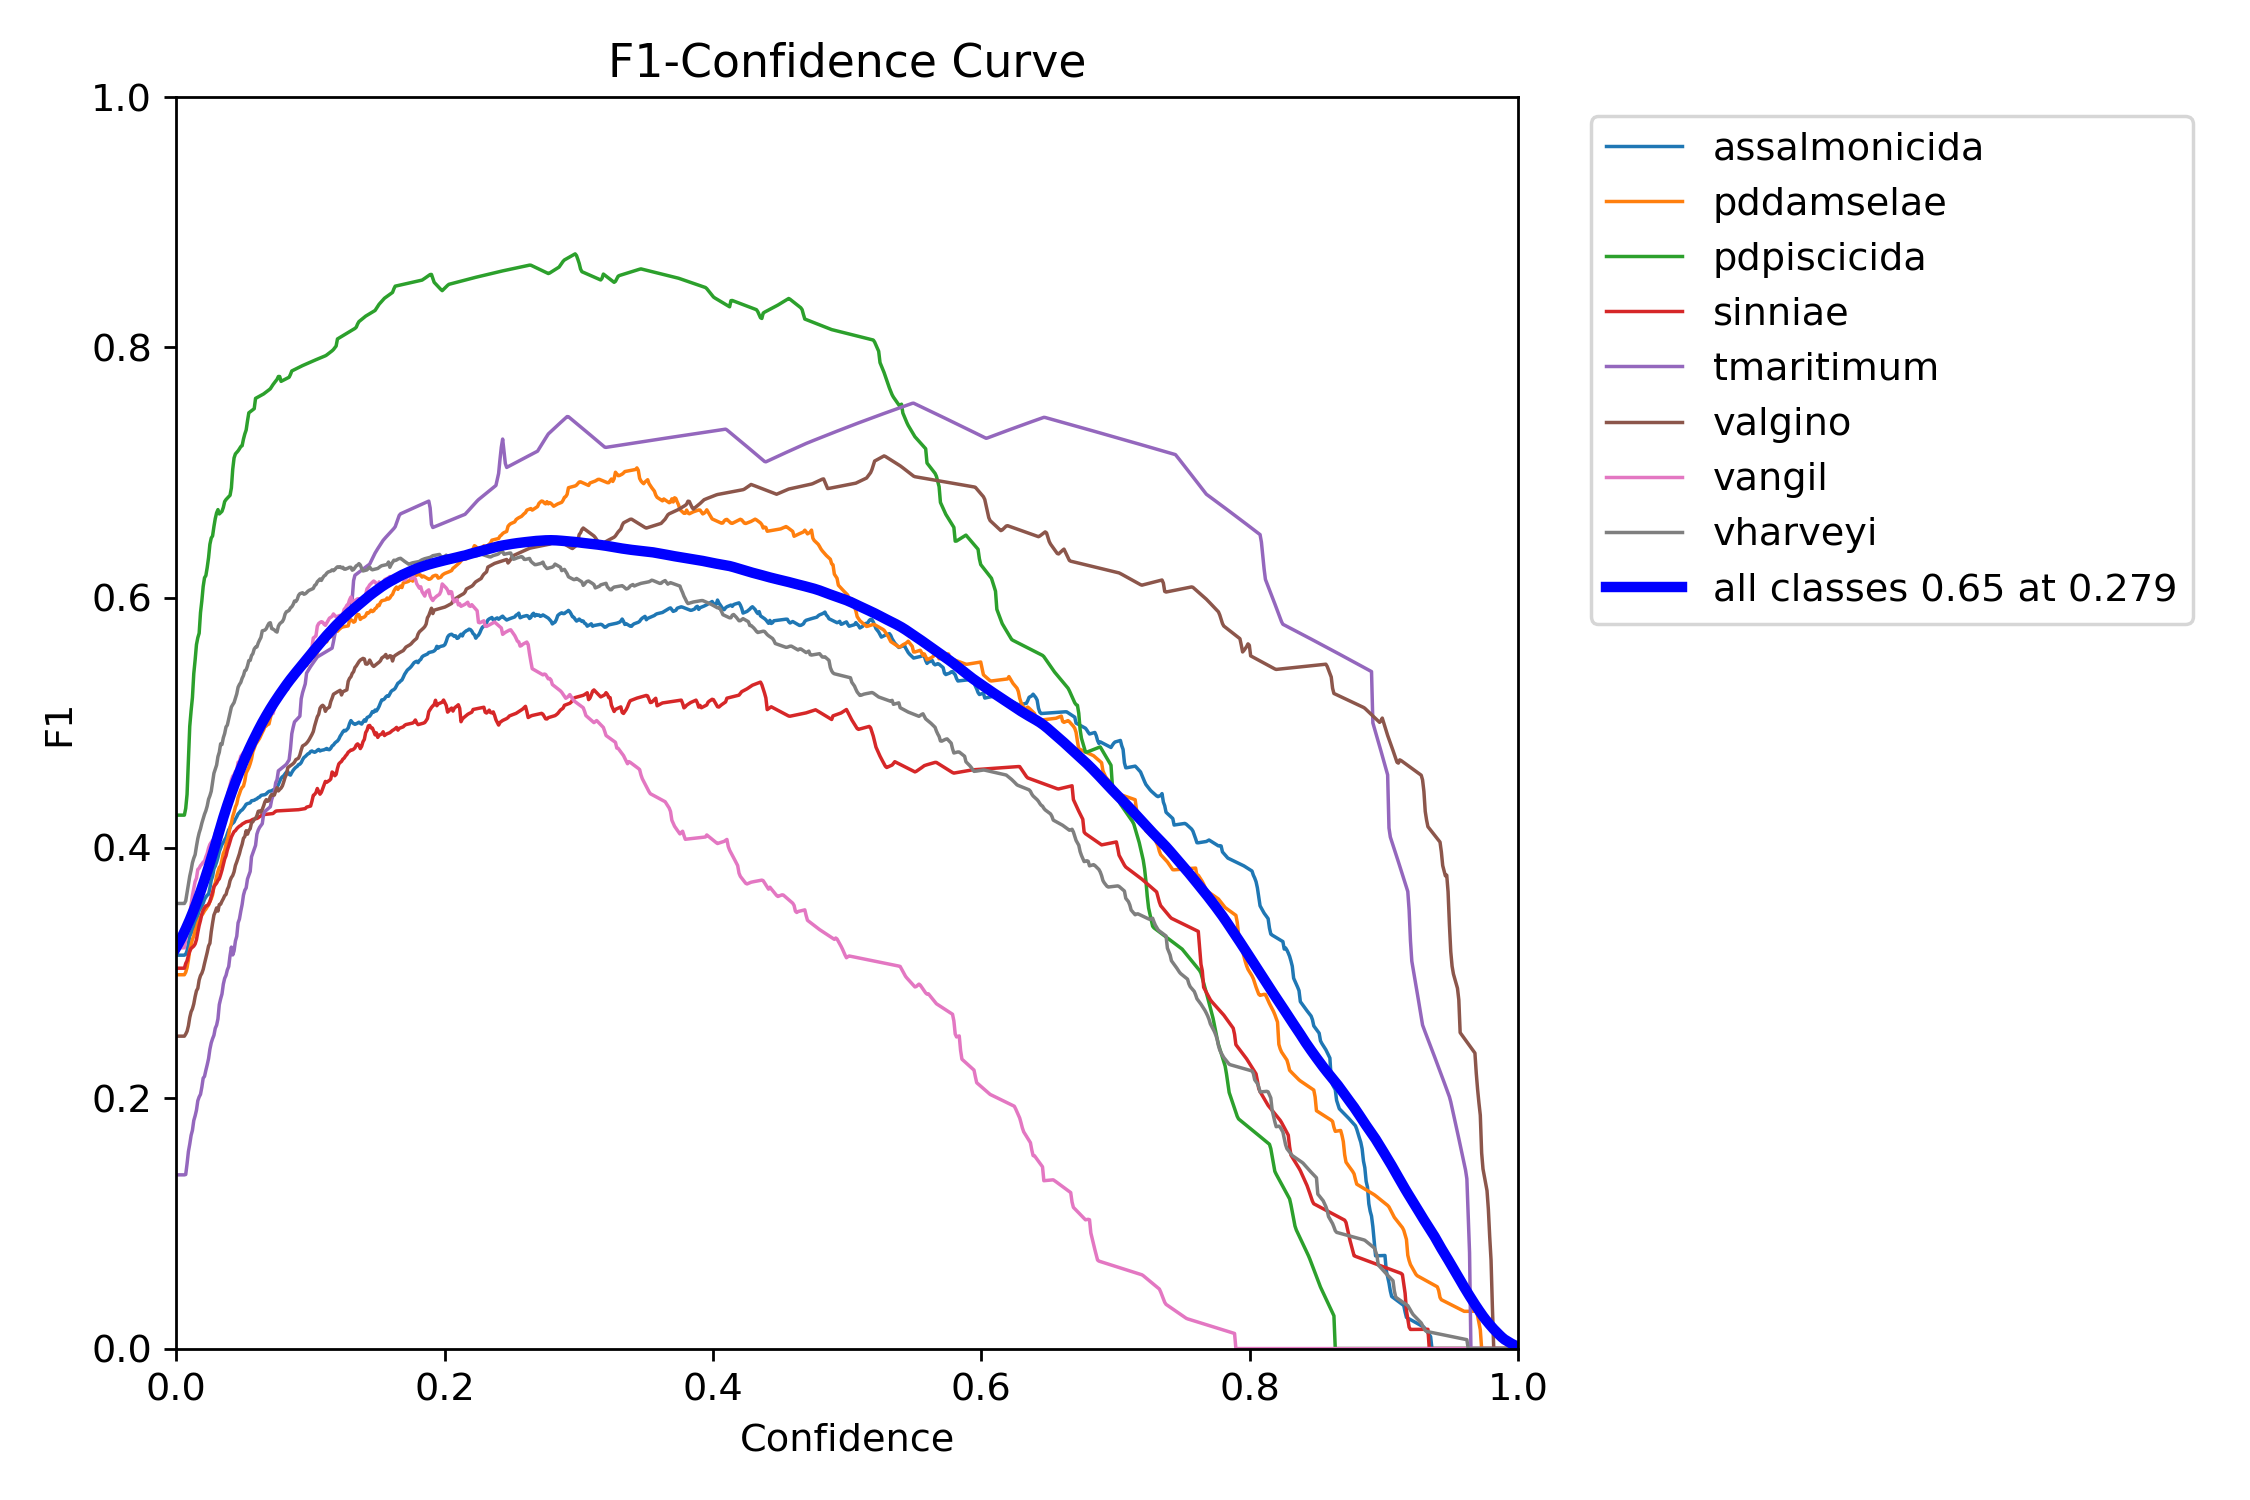 F1-Confidence Curve
1.0
0.8
0.6
0.4
0.2
0.0
F1
0.0 0.2 0.4 0.6 0.8 1.0
Confidence
assalmonicida
pddamselae
pdpiscicida
sinniae
tmaritimum
valgino
vangil
vharveyi
all classes 0.65 at 0.279